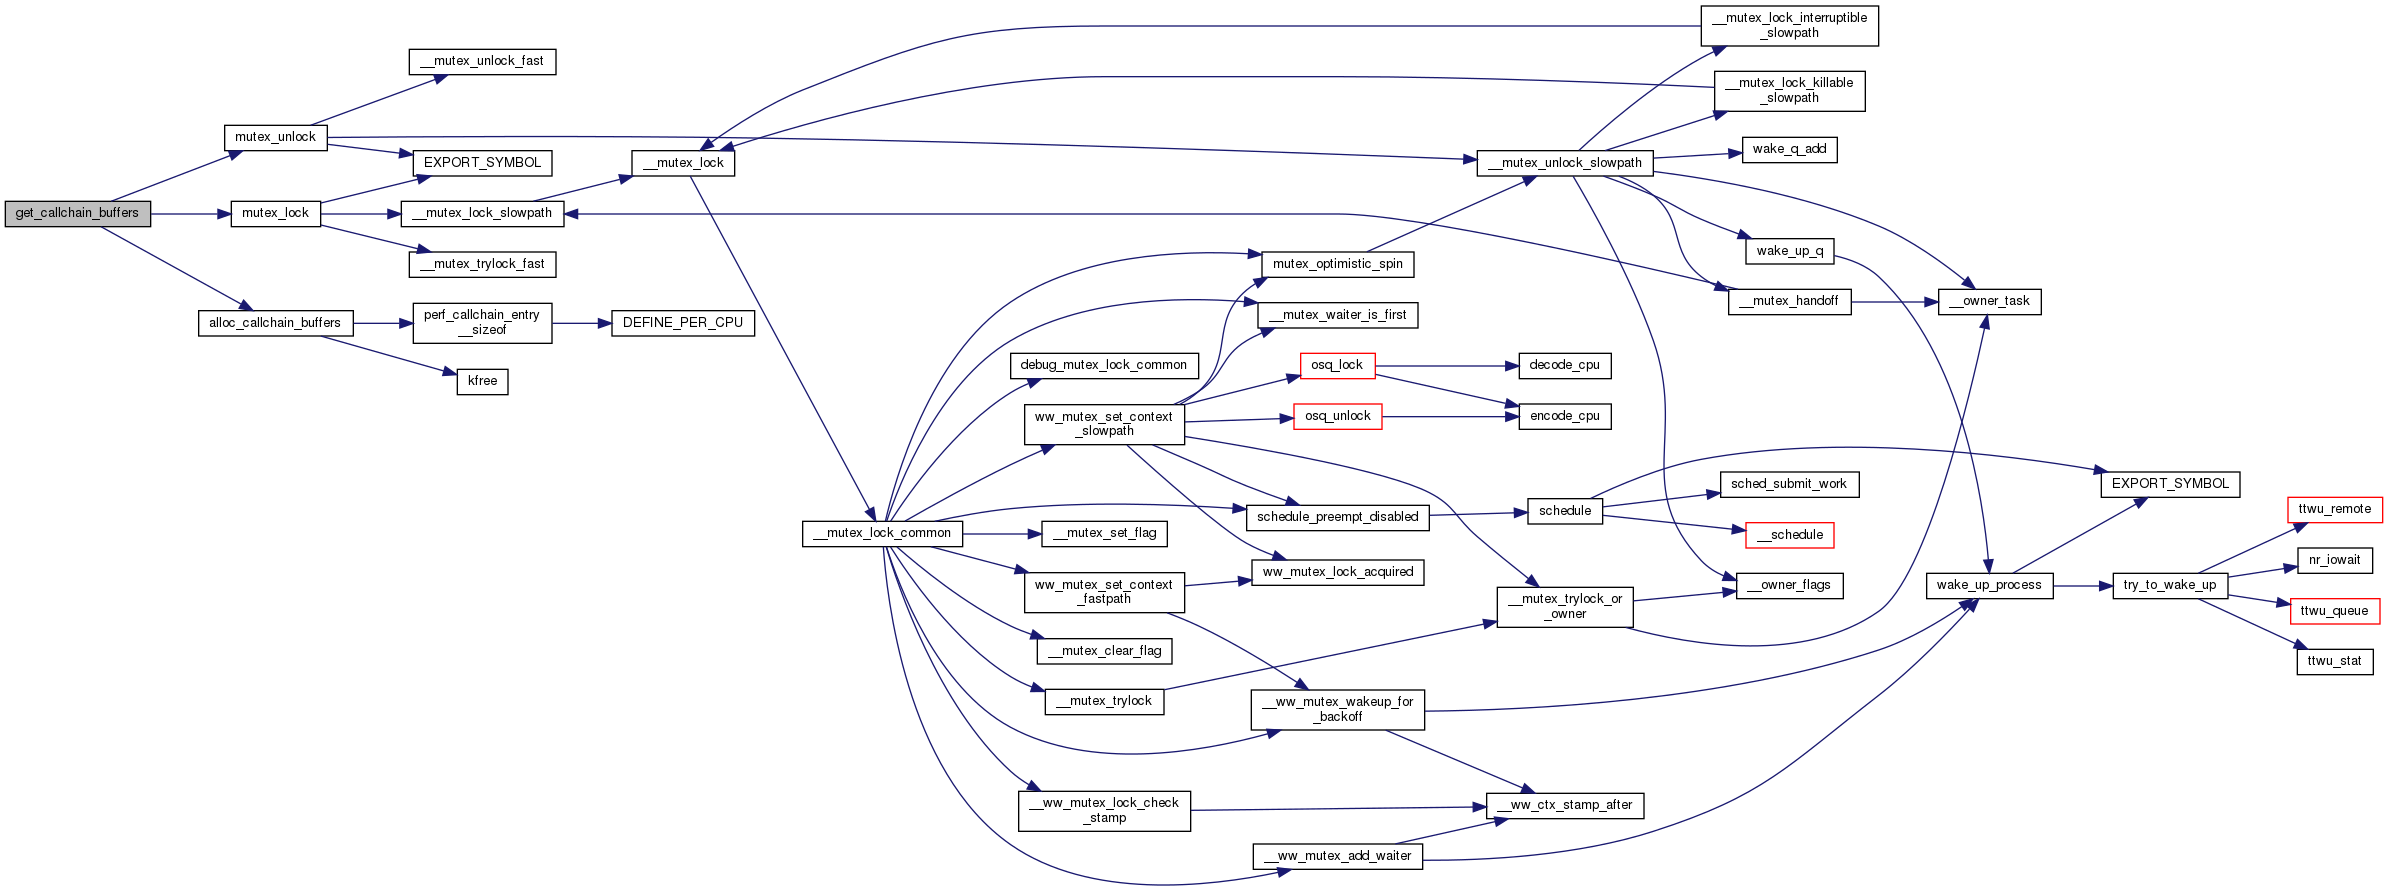 __mutex_lock_interruptible
_slowpath
__mutex_unlock_fast
__mutex_lock_killable
_slowpath
mutex_unlock
EXPORT_SYMBOL
__mutex_lock
__mutex_unlock_slowpath
wake_q_add
get_callchain_buffers
mutex_lock
__mutex_lock_slowpath
__mutex_trylock_fast
mutex_optimistic_spin
wake_up_q
alloc_callchain_buffers
perf_callchain_entry
__sizeof
DEFINE_PER_CPU
__mutex_waiter_is_first
__mutex_handoff
__owner_task
kfree
debug_mutex_lock_common
osq_lock
decode_cpu
ww_mutex_set_context
_slowpath
osq_unlock
encode_cpu
sched_submit_work
EXPORT_SYMBOL
schedule_preempt_disabled
schedule
ttwu_remote
__mutex_lock_common
__mutex_set_flag
__schedule
nr_iowait
ww_mutex_set_context
_fastpath
ww_mutex_lock_acquired
__mutex_trylock_or
_owner
__owner_flags
wake_up_process
try_to_wake_up
ttwu_queue
__mutex_clear_flag
ttwu_stat
__mutex_trylock
__ww_mutex_wakeup_for
_backoff
__ww_mutex_lock_check
_stamp
__ww_ctx_stamp_after
__ww_mutex_add_waiter